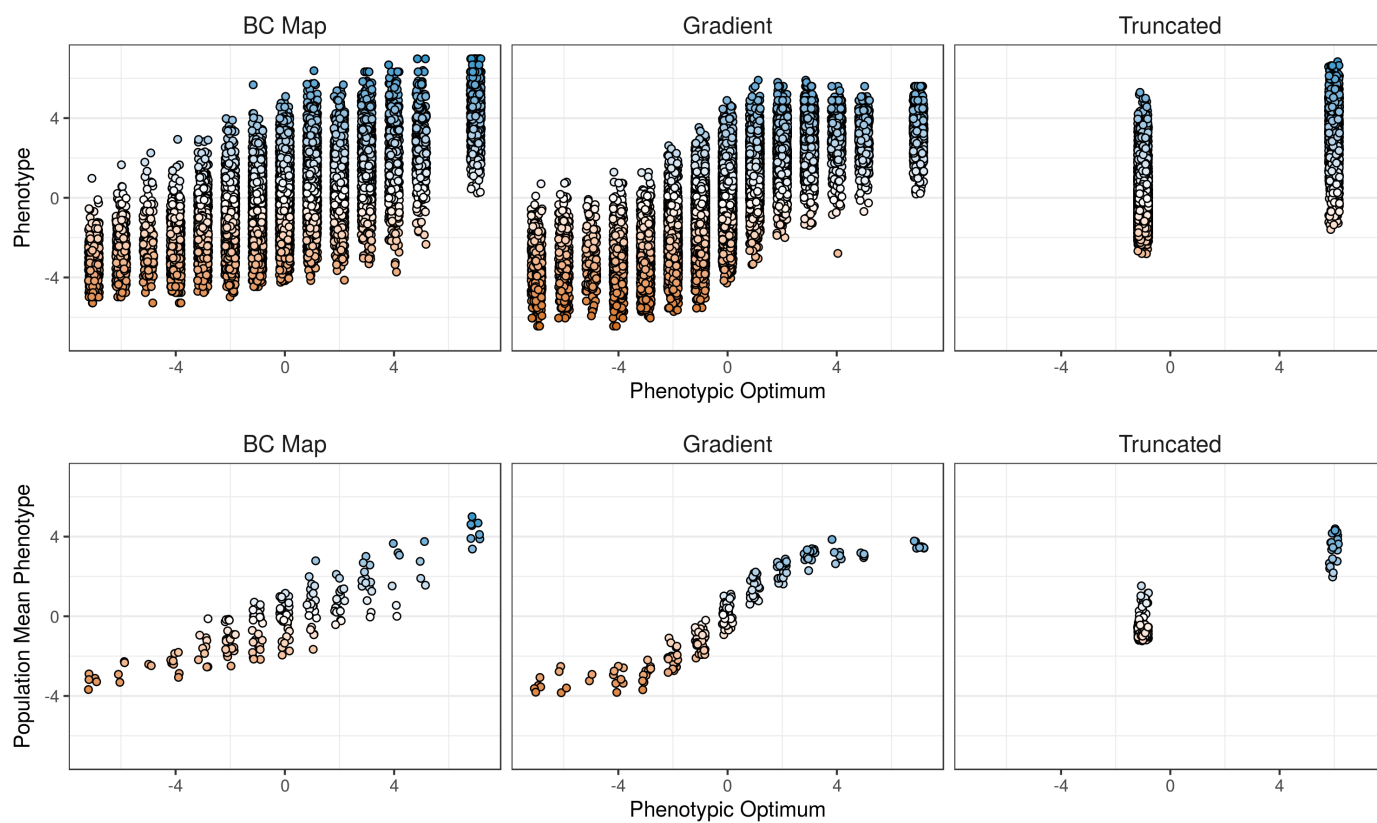 BC Map Gradient Truncated
Phenotype
4
0
-4
-4 0 4 -4 0 4 -4 0 4
Phenotypic Optimum
BC Map Gradient Truncated
Population Mean Phenotype
4
0
-4
-4 0 4 -4 0 4 -4 0 4
Phenotypic Optimum